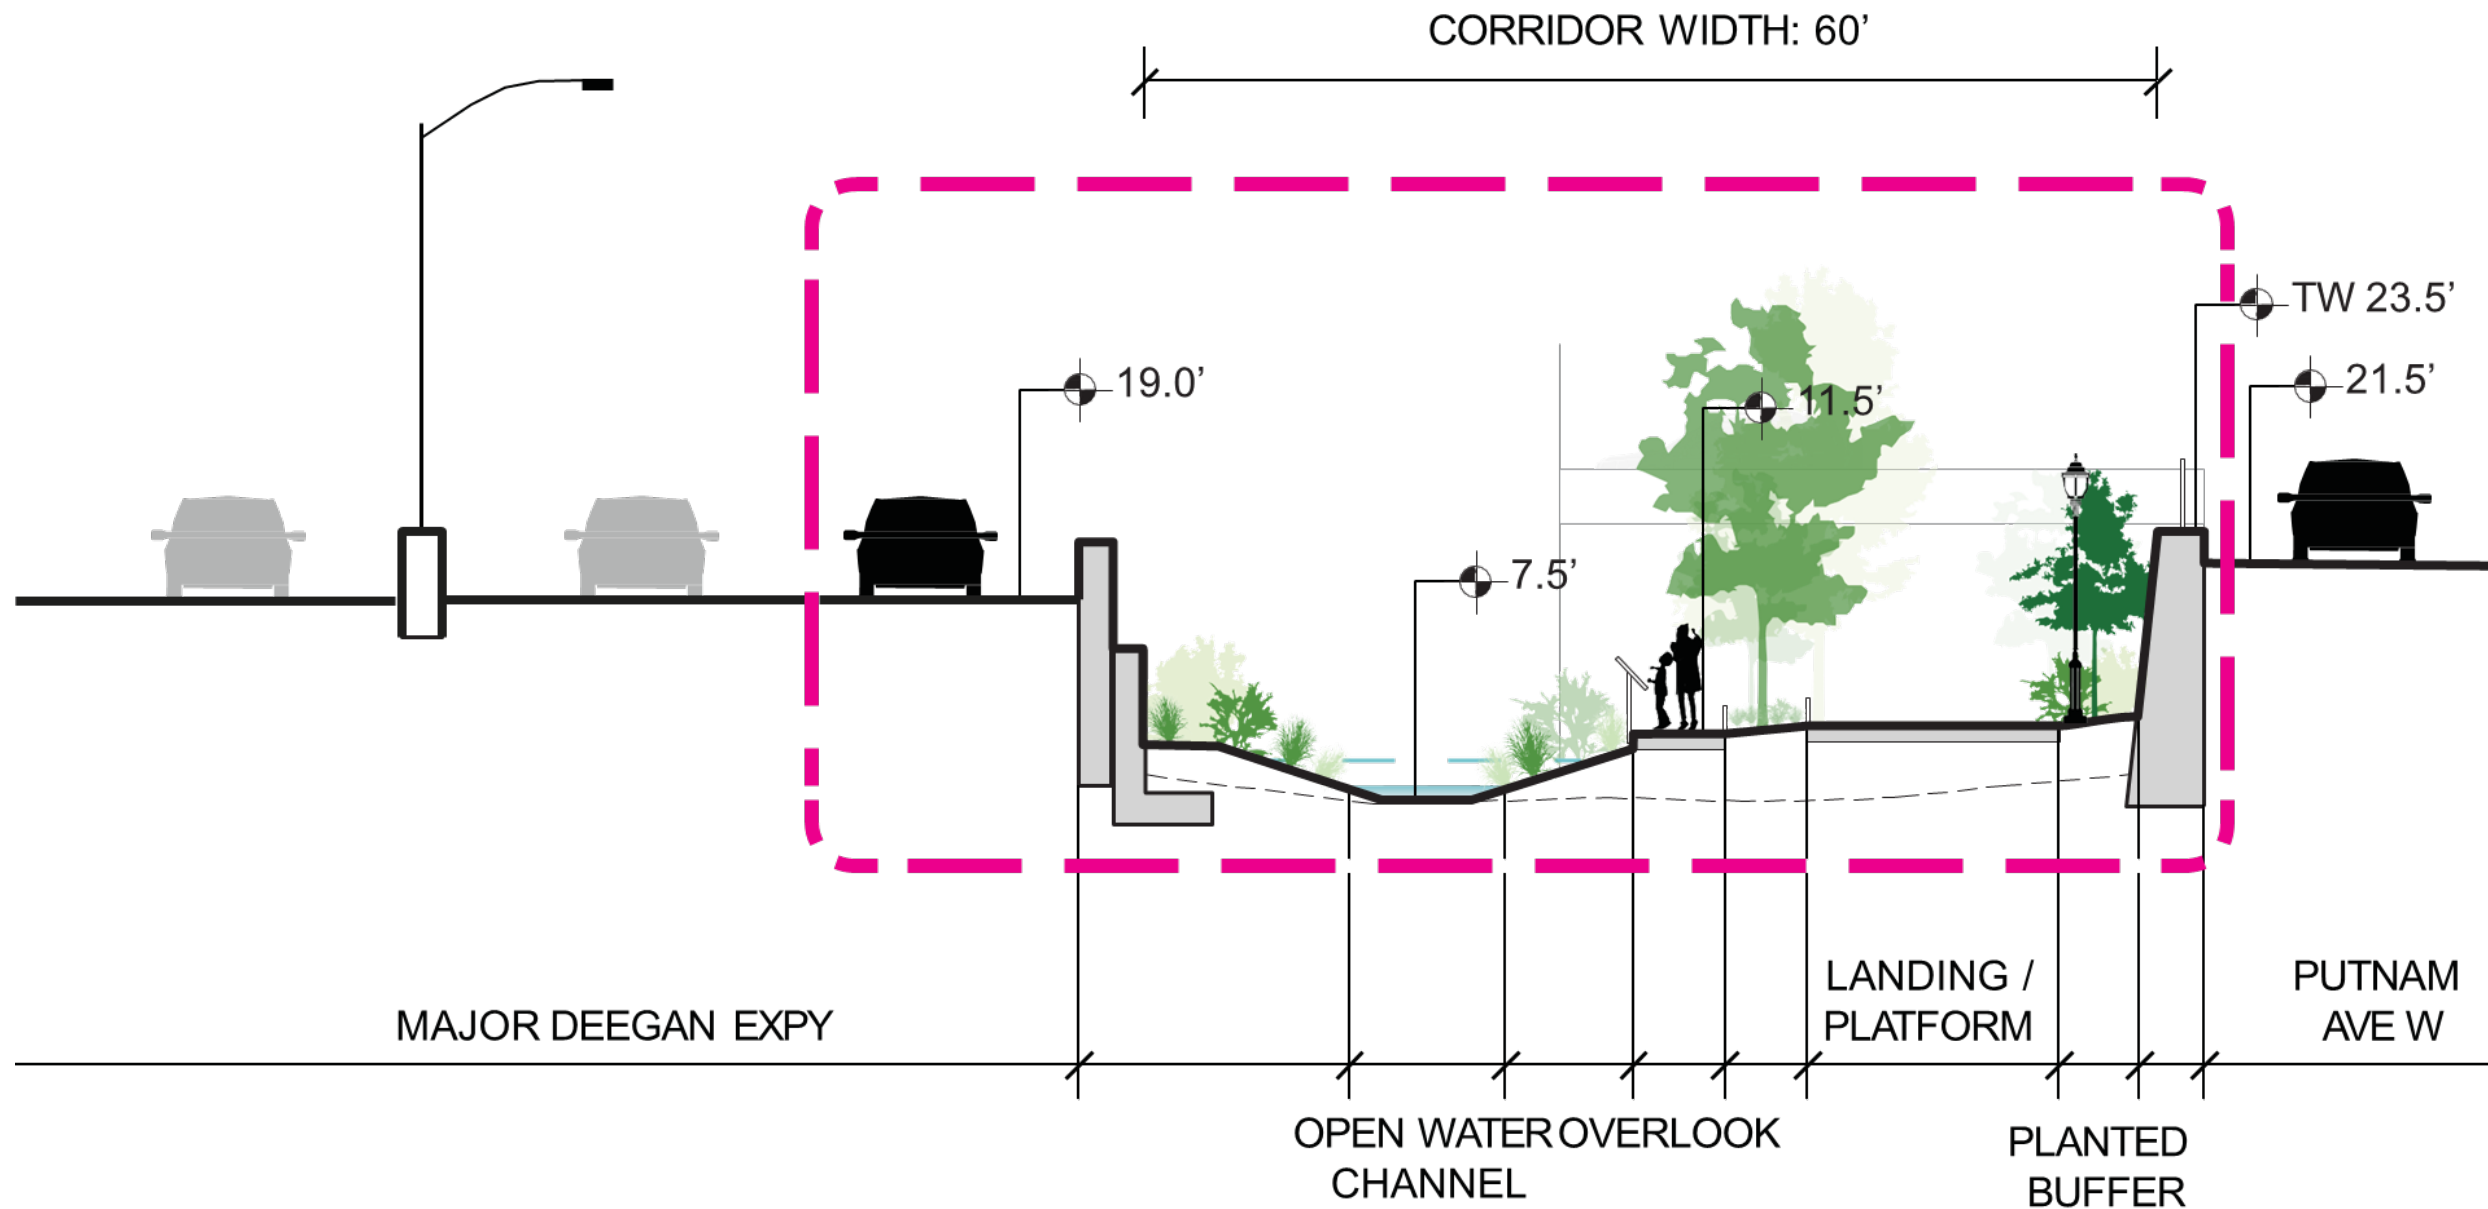 CORRIDOR WIDTH: 60’
TW 23.5’
19.0’
21.5’
11.5’
7.5’
LANDING /
PLATFORM
PUTNAM
AVE W
MAJOR DEEGAN EXPY
OPEN WATER
CHANNEL
OVERLOOK
PLANTED
BUFFER